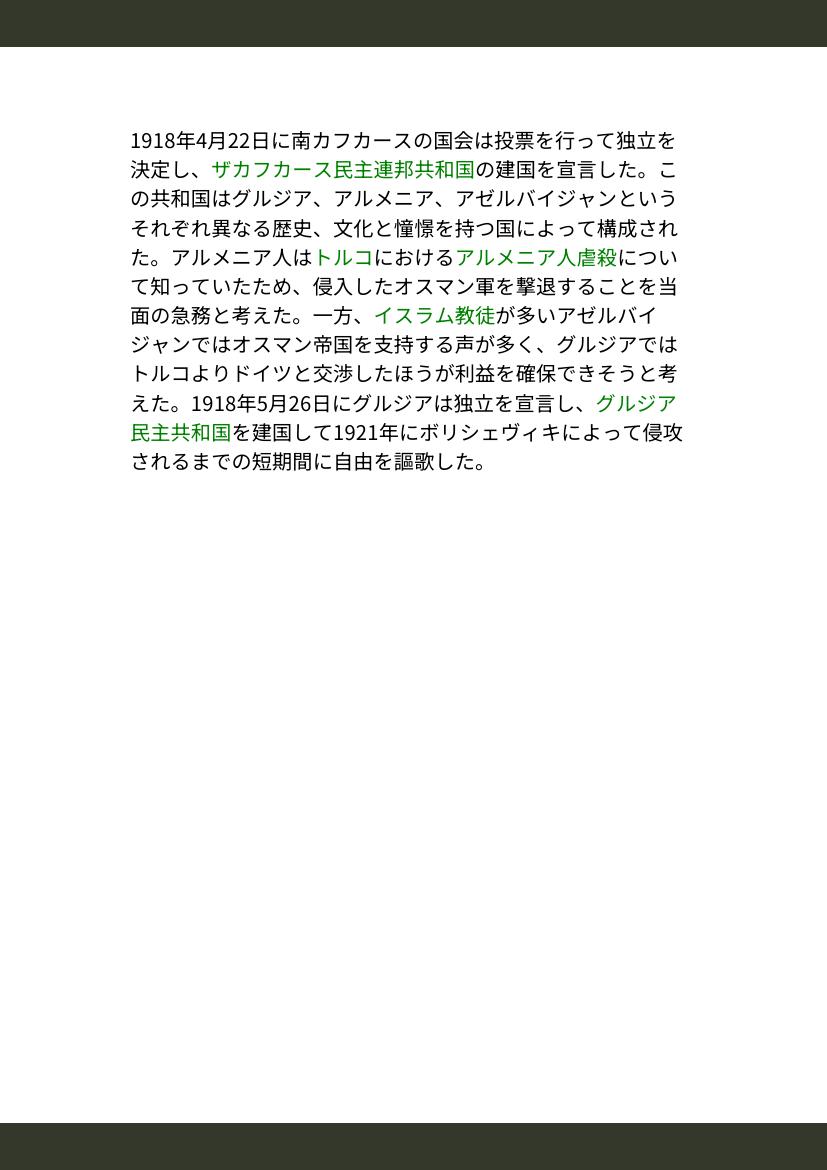 1918年4月22日に南カフカースの国会は投票を行って独立を
決定し、ザカフカース民主連邦共和国の建国を宣言した。こ
の共和国はグルジア、アルメニア、アゼルバイジャンという
それぞれ異なる歴史、文化と憧憬を持つ国によって構成され
た。アルメニア人はトルコにおけるアルメニア人虐殺につい
て知っていたため、侵入したオスマン軍を撃退することを当
面の急務と考えた。一方、イスラム教徒が多いアゼルバイ
ジャンではオスマン帝国を支持する声が多く、グルジアでは
トルコよりドイツと交渉したほうが利益を確保できそうと考
えた。1918年5月26日にグルジアは独立を宣言し、グルジア
民主共和国を建国して1921年にボリシェヴィキによって侵攻
されるまでの短期間に自由を謳歌した。